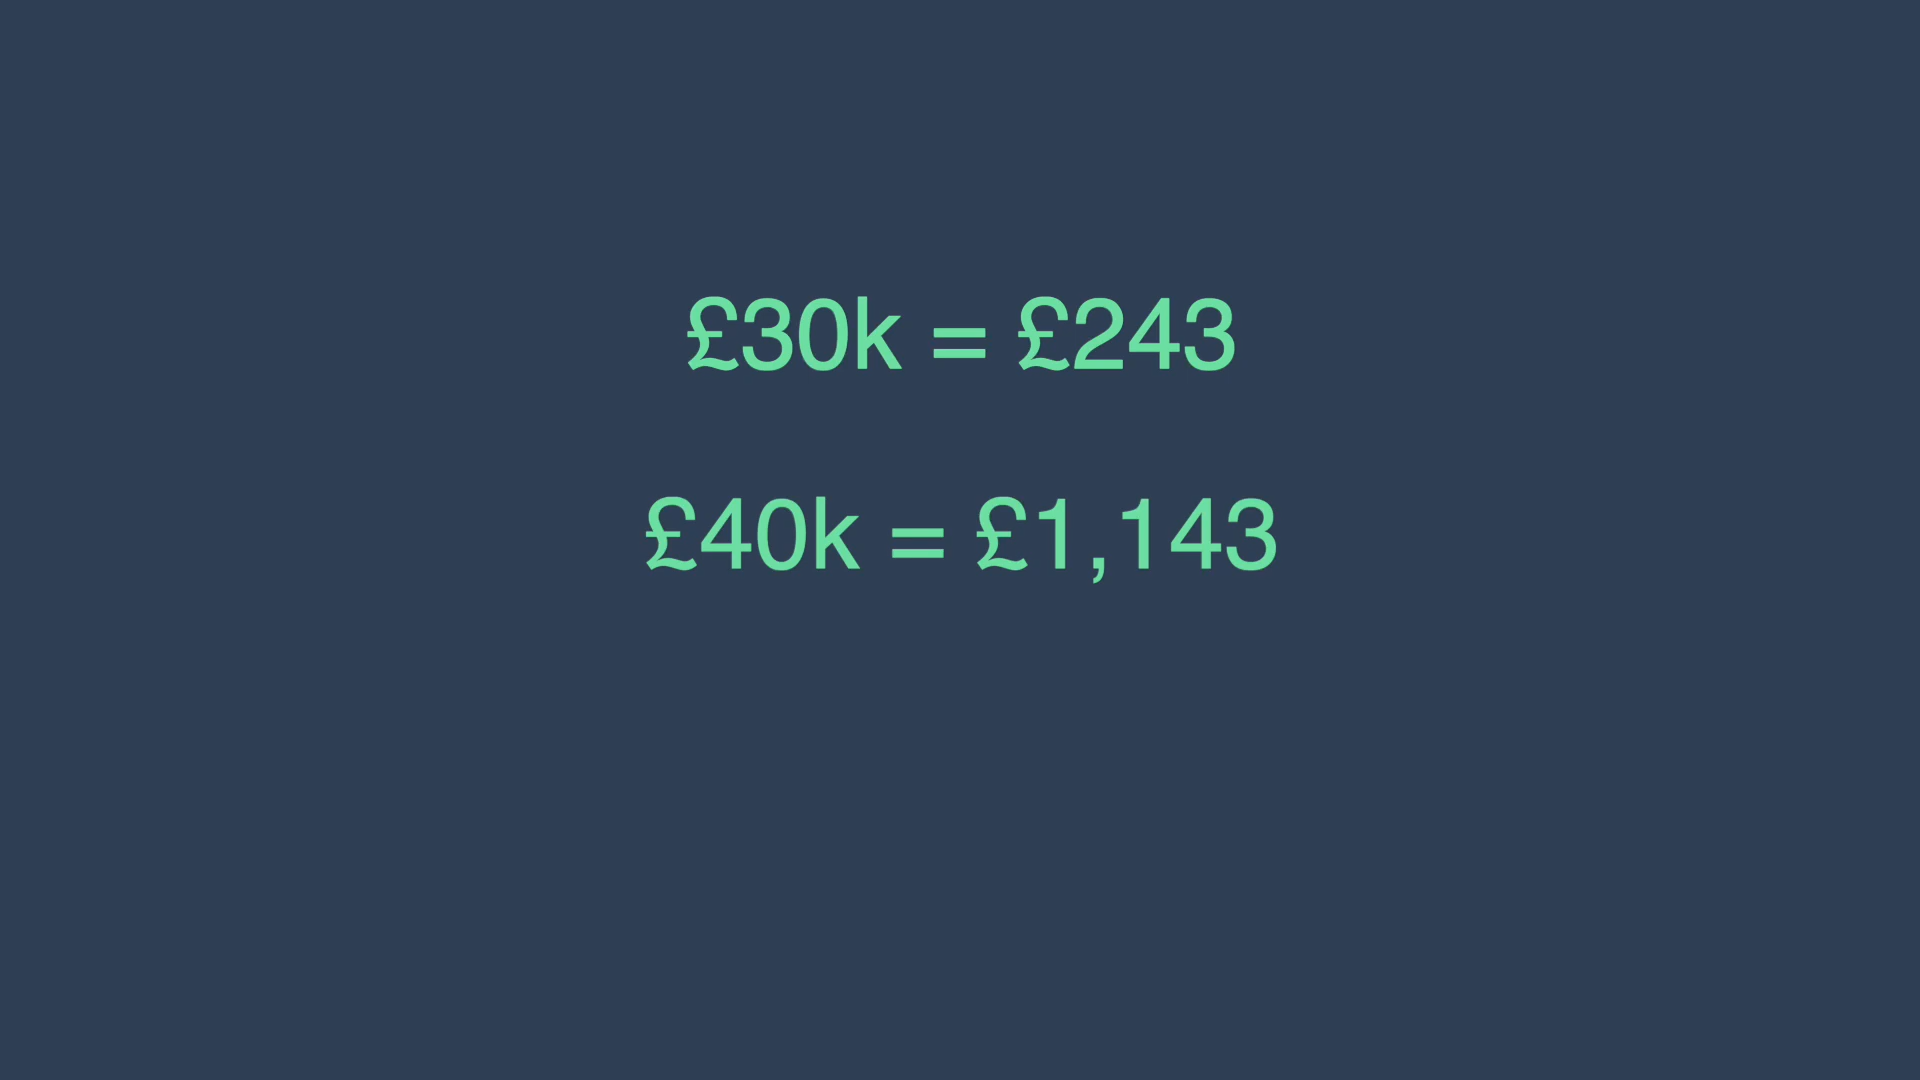 £30k = £243
£40k = £1,143